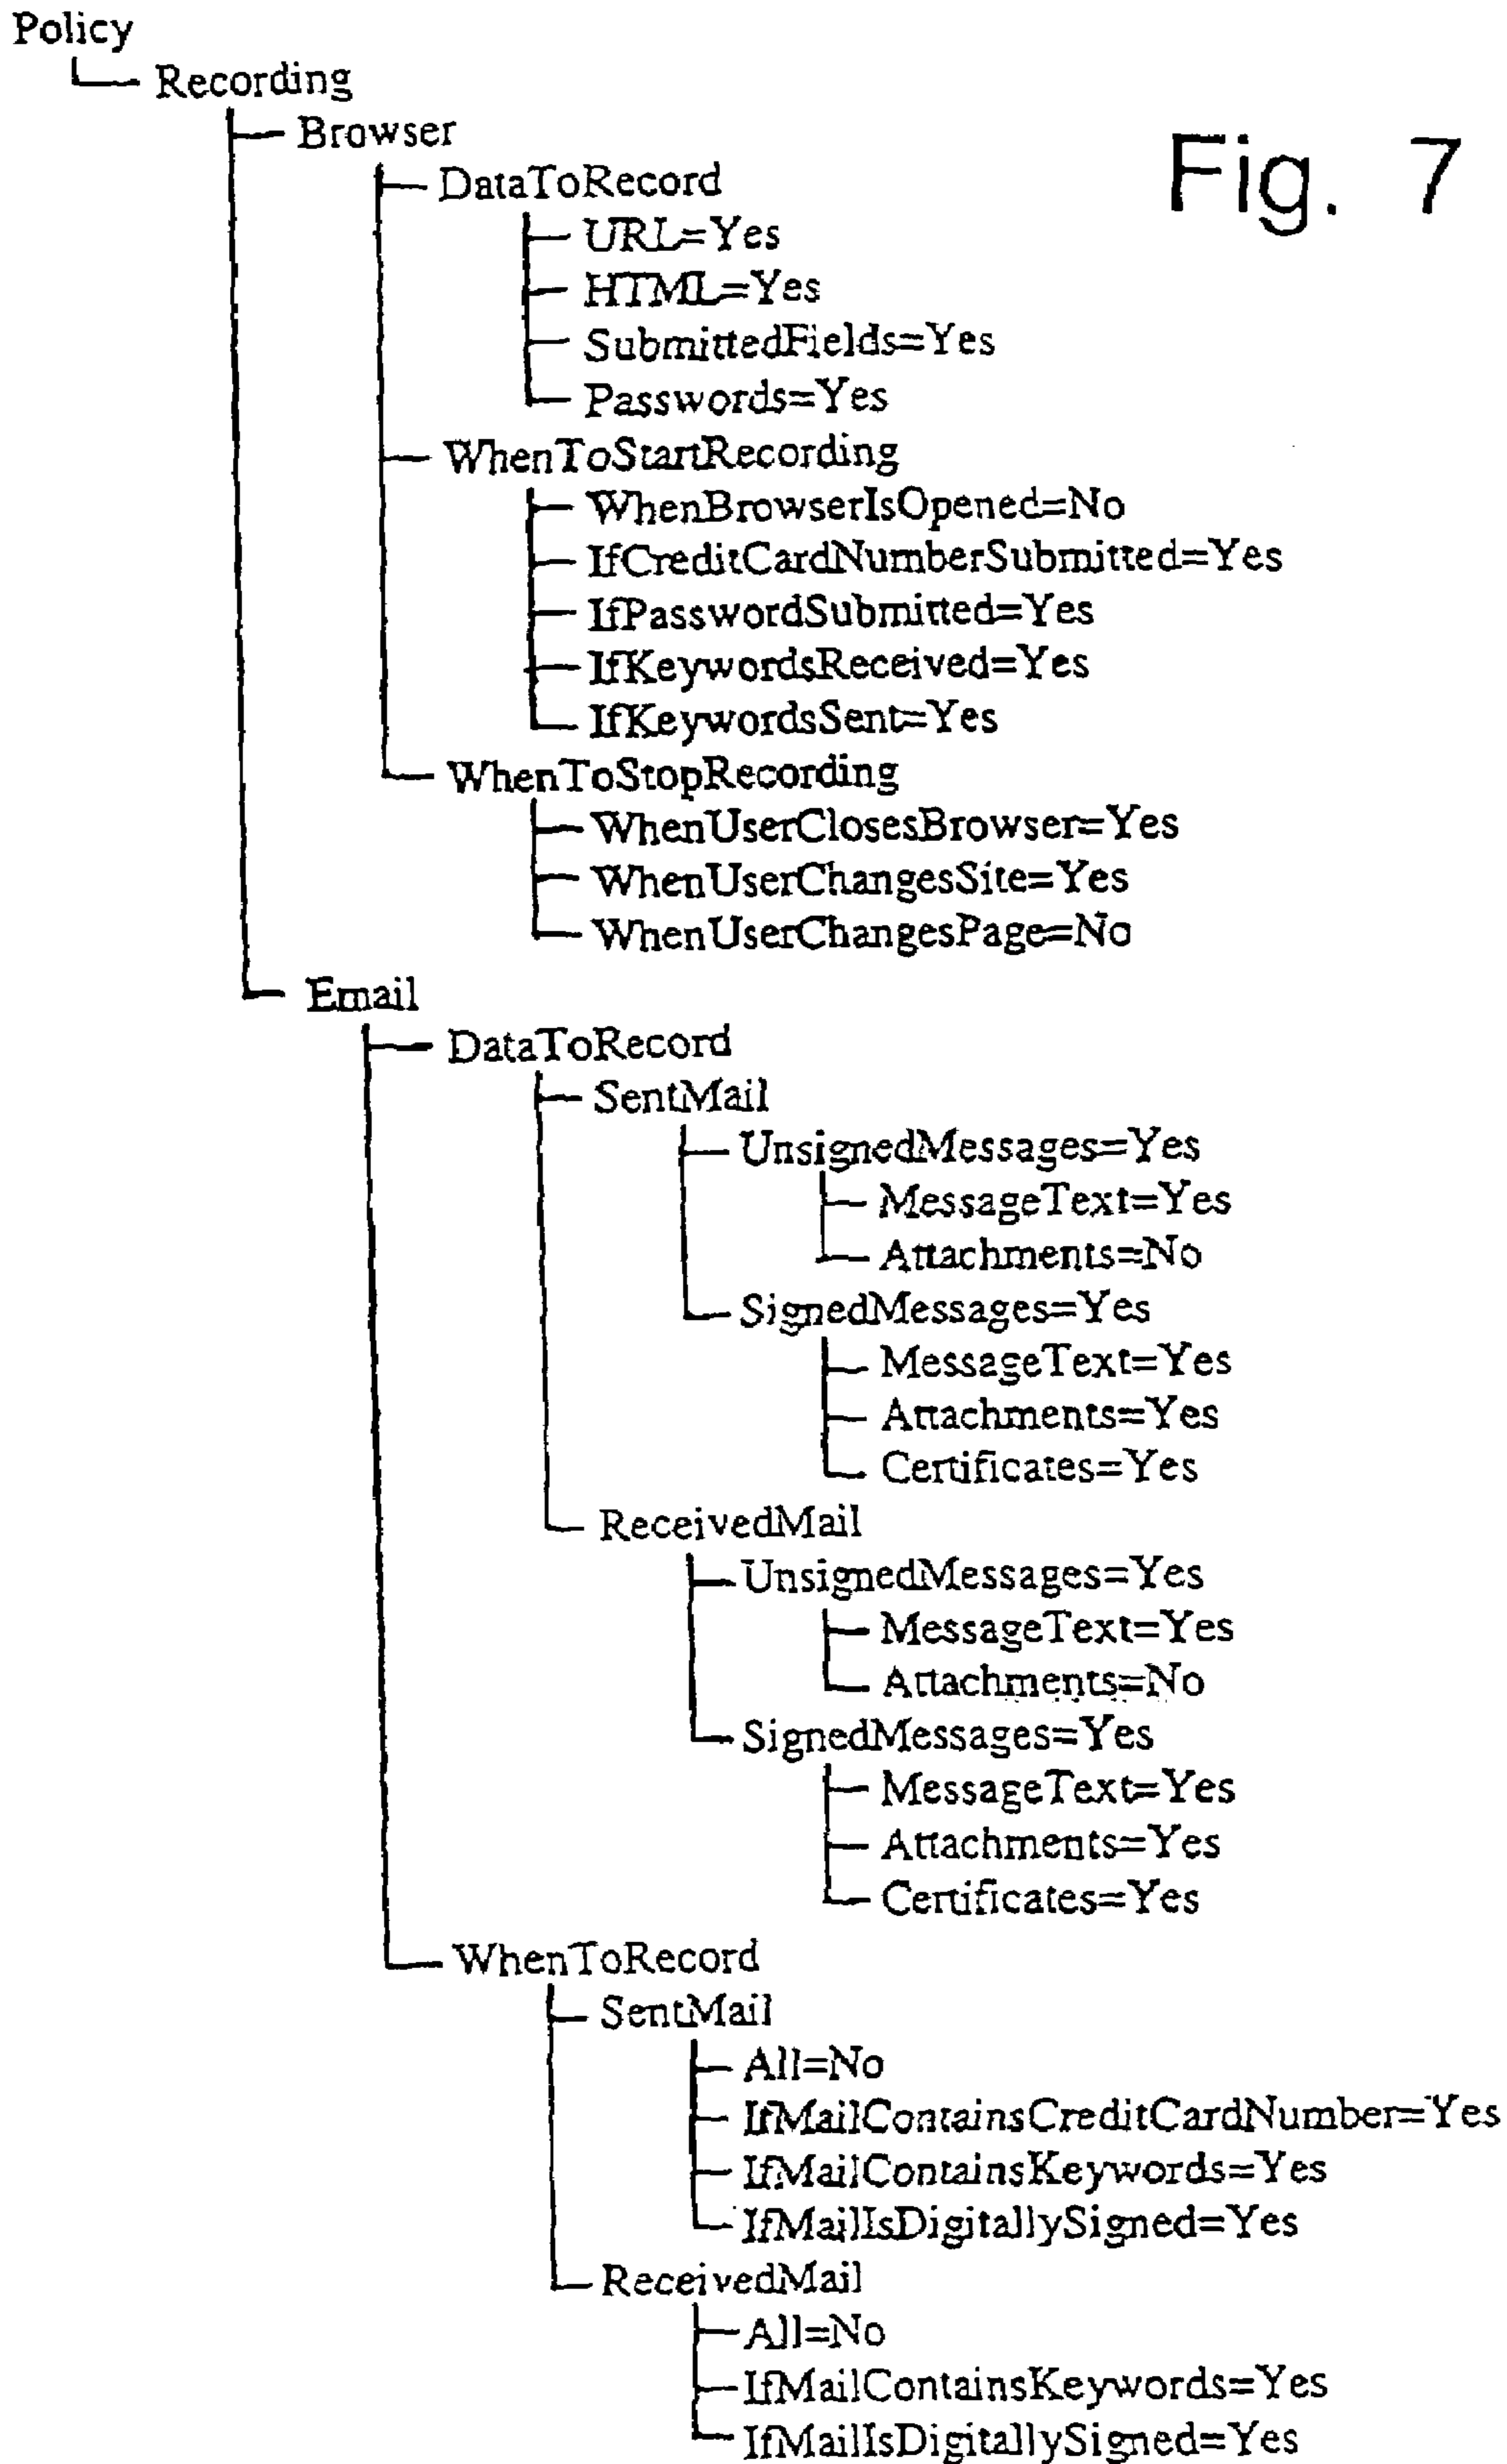 Policy
Recording
Browser
Fig. 7
DataToRecord
URL=Yes
HTML=Yes
SubmittedFields=Yes
Passwords=Yes
WhenToStartRecording
WhenBrowserIsOpened=No
IfCreditCardNumberSubmitted=Yes
IfPasswordSubmitted=Yes
IfKeywordsReceived=Yes
IfKeywordsSent=Yes
WhenToStopRecording
WhenUserClosesBrowser=Yes
WhenUserChangesSite=Yes
WhenUserChangesPage=No
Email
DataToRecord
SentMail
UnsignedMessages=Yes
MessageText=Yes
Attachments=No
SignedMessages=Yes
MessageText=Yes
Attachments=Yes
Certificates=Yes
ReceivedMail
UnsignedMessages=Yes
MessageText=Yes
Attachments=No
SignedMessages=Yes
MessageText=Yes
Attachments=Yes
Certificates=Yes
WhenToRecord
SentMail
All=No
IfMailContainsCreditCardNumber=Yes
IfMailContainsKeywords=Yes
IfMailIsDigitallySigned=Yes
ReceivedMail
All=No
IfMailContainsKeywords=Yes
IfMailIsDigitallySigned=Yes